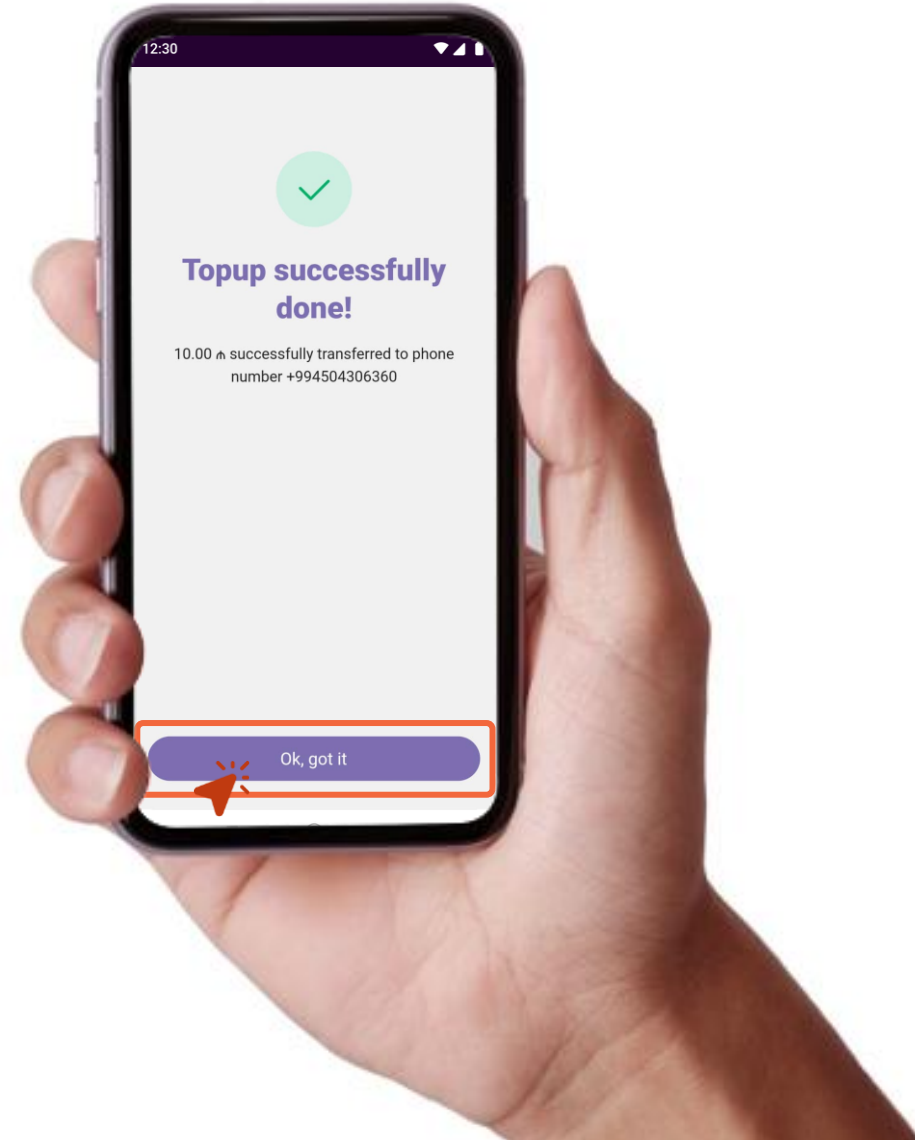 12:30
Topup successfully
done!
10.00 ₼ successfully transferred to phone
number +994504306360
Ok, got it